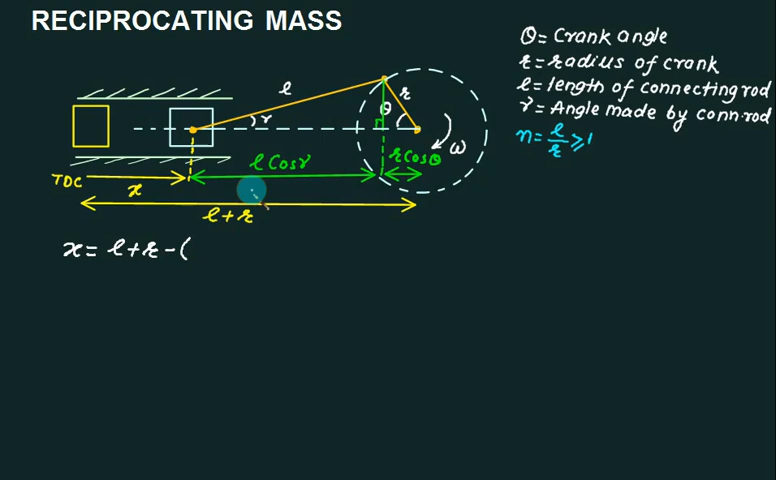 RECIPROCATING MASS
θ = Crank angle
r = radius of crank
l = length of connecting rod
γ = Angle made by conn·rod
n = l/r ≥ 1
l
r
θ
γ
ω
l Cosγ
r Cosθ
TDC
x
l + r
x = l + r - (